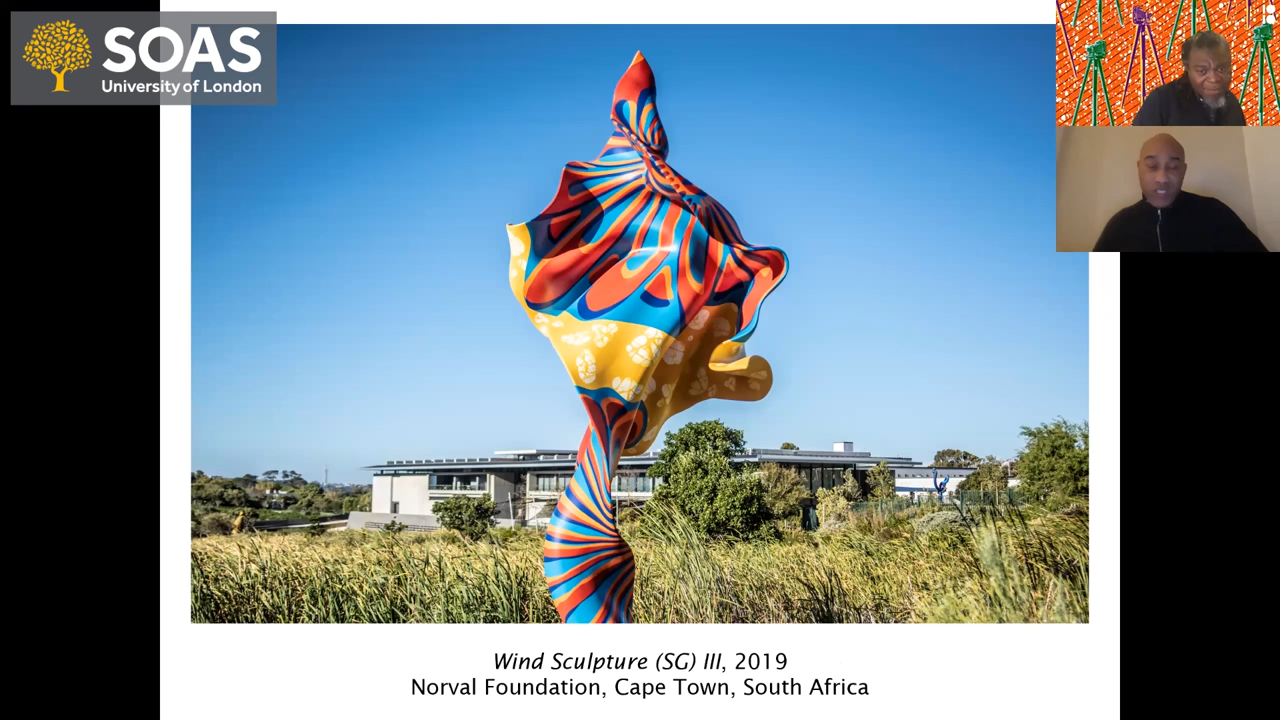 SOAS
University of London
Wind Sculpture (SG) III, 2019
Norval Foundation, Cape Town, South Africa